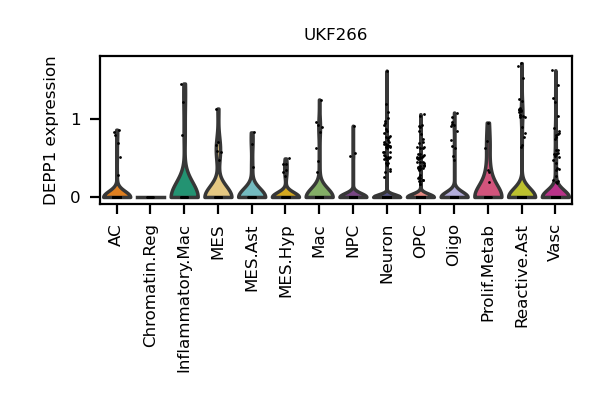 UKF266
DEPP1 expression
1
0
AC
Chromatin.Reg
Inflammatory.Mac
MES
MES.Ast
MES.Hyp
Mac
NPC
Neuron
OPC
Oligo
Prolif.Metab
Reactive.Ast
Vasc